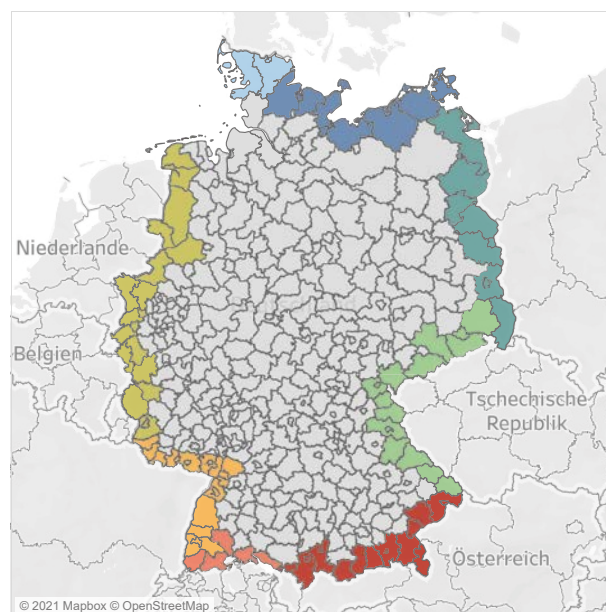 Niederlande
Belgien
Tschechische
Republik
Österreich
© 2021 Mapbox © OpenStreetMap